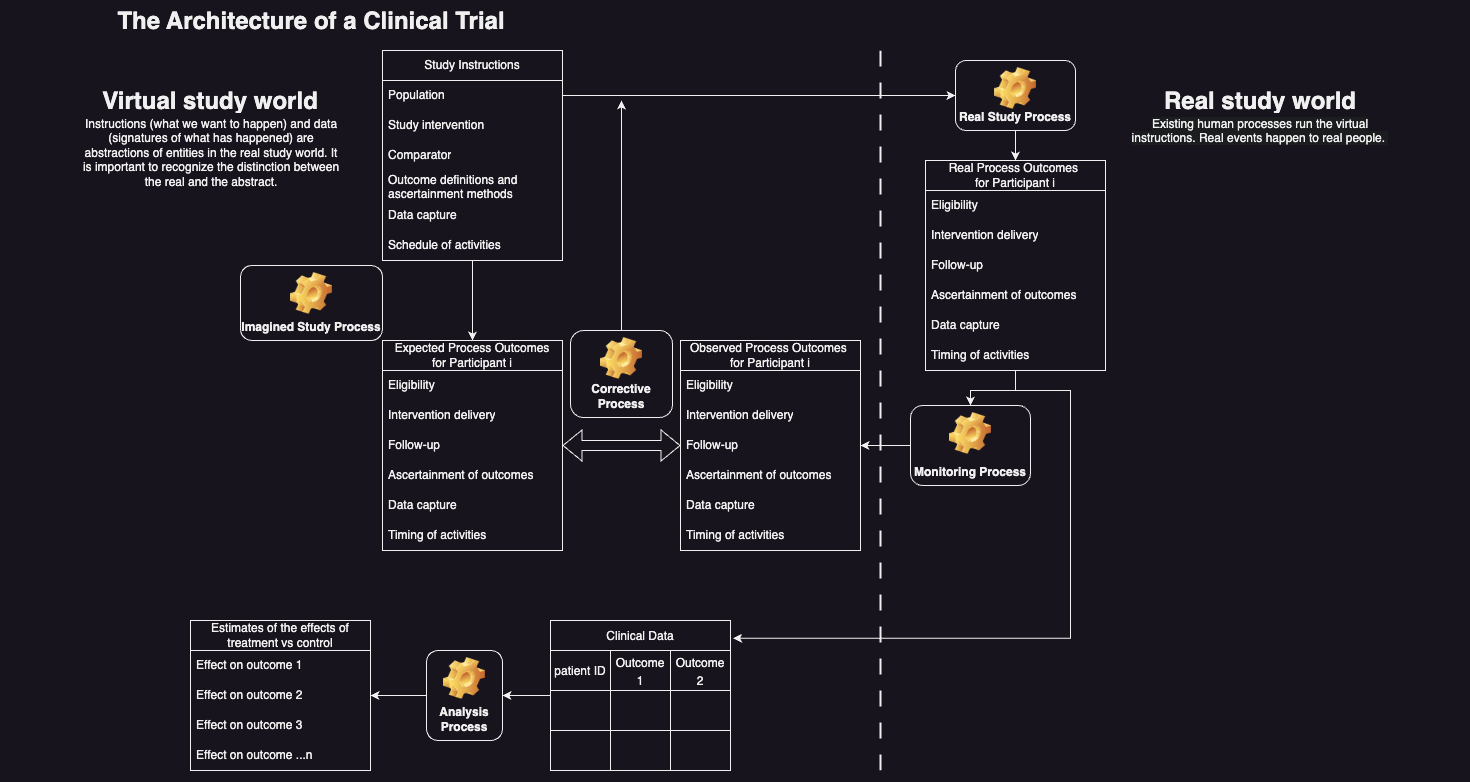 The Architecture of a Clinical Trial
Virtual study world
Instructions (what we want to happen) and data
(signatures of what has happened) are
abstractions of entities in the real study world. It
is important to recognize the distinction between
the real and the abstract.
Study Instructions
Population
Study intervention
Comparator
Outcome definitions and
ascertainment methods
Data capture
Schedule of activities
Real Study Process
Real study world
Existing human processes run the virtual
instructions. Real events happen to real people.
Real Process Outcomes
for Participant i
Eligibility
Intervention delivery
Follow-up
Ascertainment of outcomes
Data capture
Timing of activities
Imagined Study Process
Expected Process Outcomes
for Participant i
Eligibility
Intervention delivery
Follow-up
Ascertainment of outcomes
Data capture
Timing of activities
Corrective
Process
Observed Process Outcomes
for Participant i
Eligibility
Intervention delivery
Follow-up
Ascertainment of outcomes
Data capture
Timing of activities
Monitoring Process
Estimates of the effects of
treatment vs control
Effect on outcome 1
Effect on outcome 2
Effect on outcome 3
Effect on outcome ...n
Analysis
Process
Clinical Data
patient ID
Outcome
1
Outcome
2